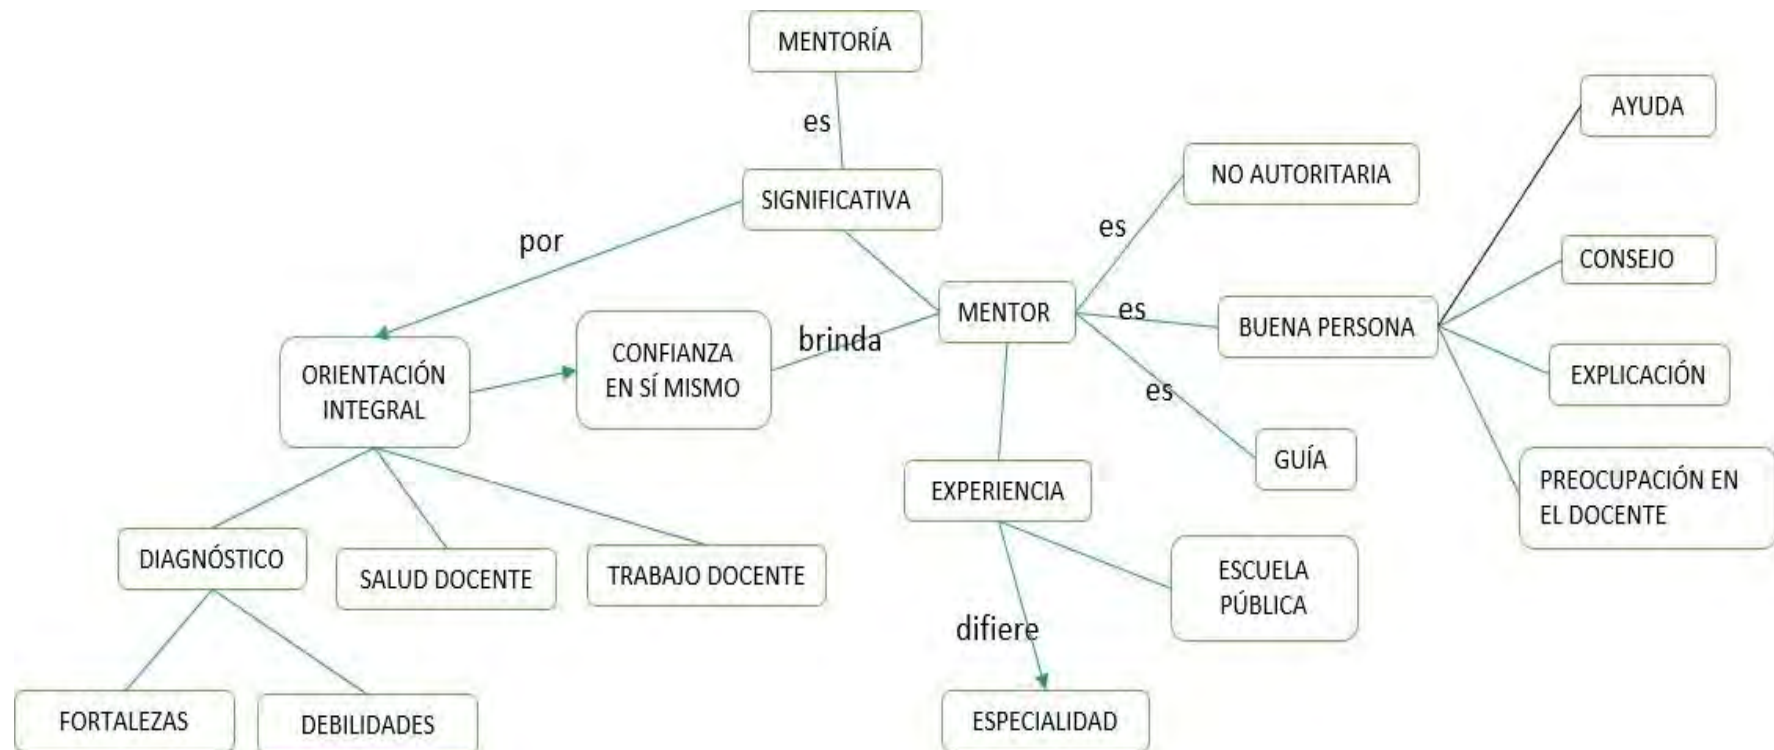 MENTORÍA
es
AYUDA
SIGNIFICATIVA
NO AUTORITARIA
por
es
CONSEJO
MENTOR
es
BUENA PERSONA
brinda
CONFIANZA
EN SÍ MISMO
ORIENTACIÓN
INTEGRAL
EXPLICACIÓN
es
GUÍA
EXPERIENCIA
PREOCUPACIÓN EN
EL DOCENTE
DIAGNÓSTICO
SALUD DOCENTE
TRABAJO DOCENTE
ESCUELA
PÚBLICA
difiere
FORTALEZAS
DEBILIDADES
ESPECIALIDAD